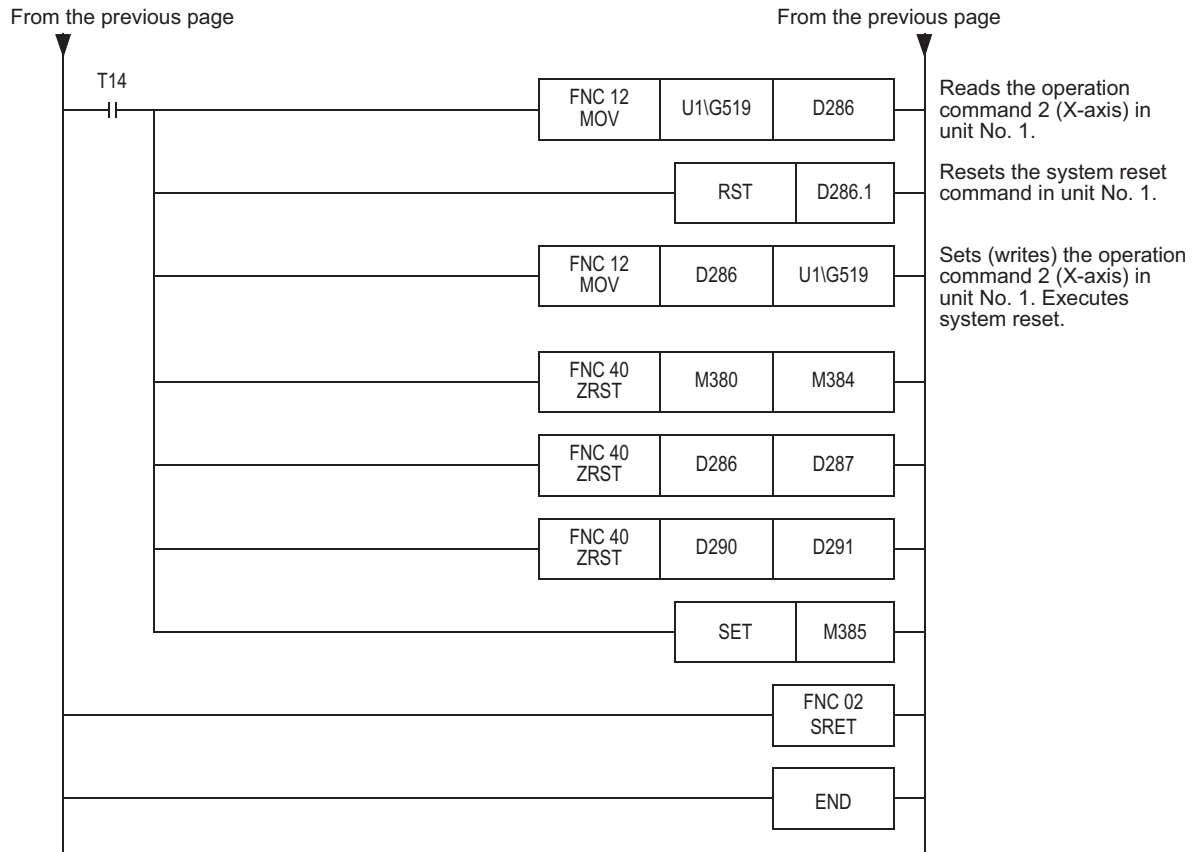 From the previous page
From the previous page
T14
FNC 12
MOV
U1\G519
D286
Reads the operation
command 2 (X-axis) in
unit No. 1.
RST
D286.1
Resets the system reset
command in unit No. 1.
FNC 12
MOV
D286
U1\G519
Sets (writes) the operation
command 2 (X-axis) in
unit No. 1. Executes
system reset.
FNC 40
ZRST
M380
M384
FNC 40
ZRST
D286
D287
FNC 40
ZRST
D290
D291
SET
M385
FNC 02
SRET
END